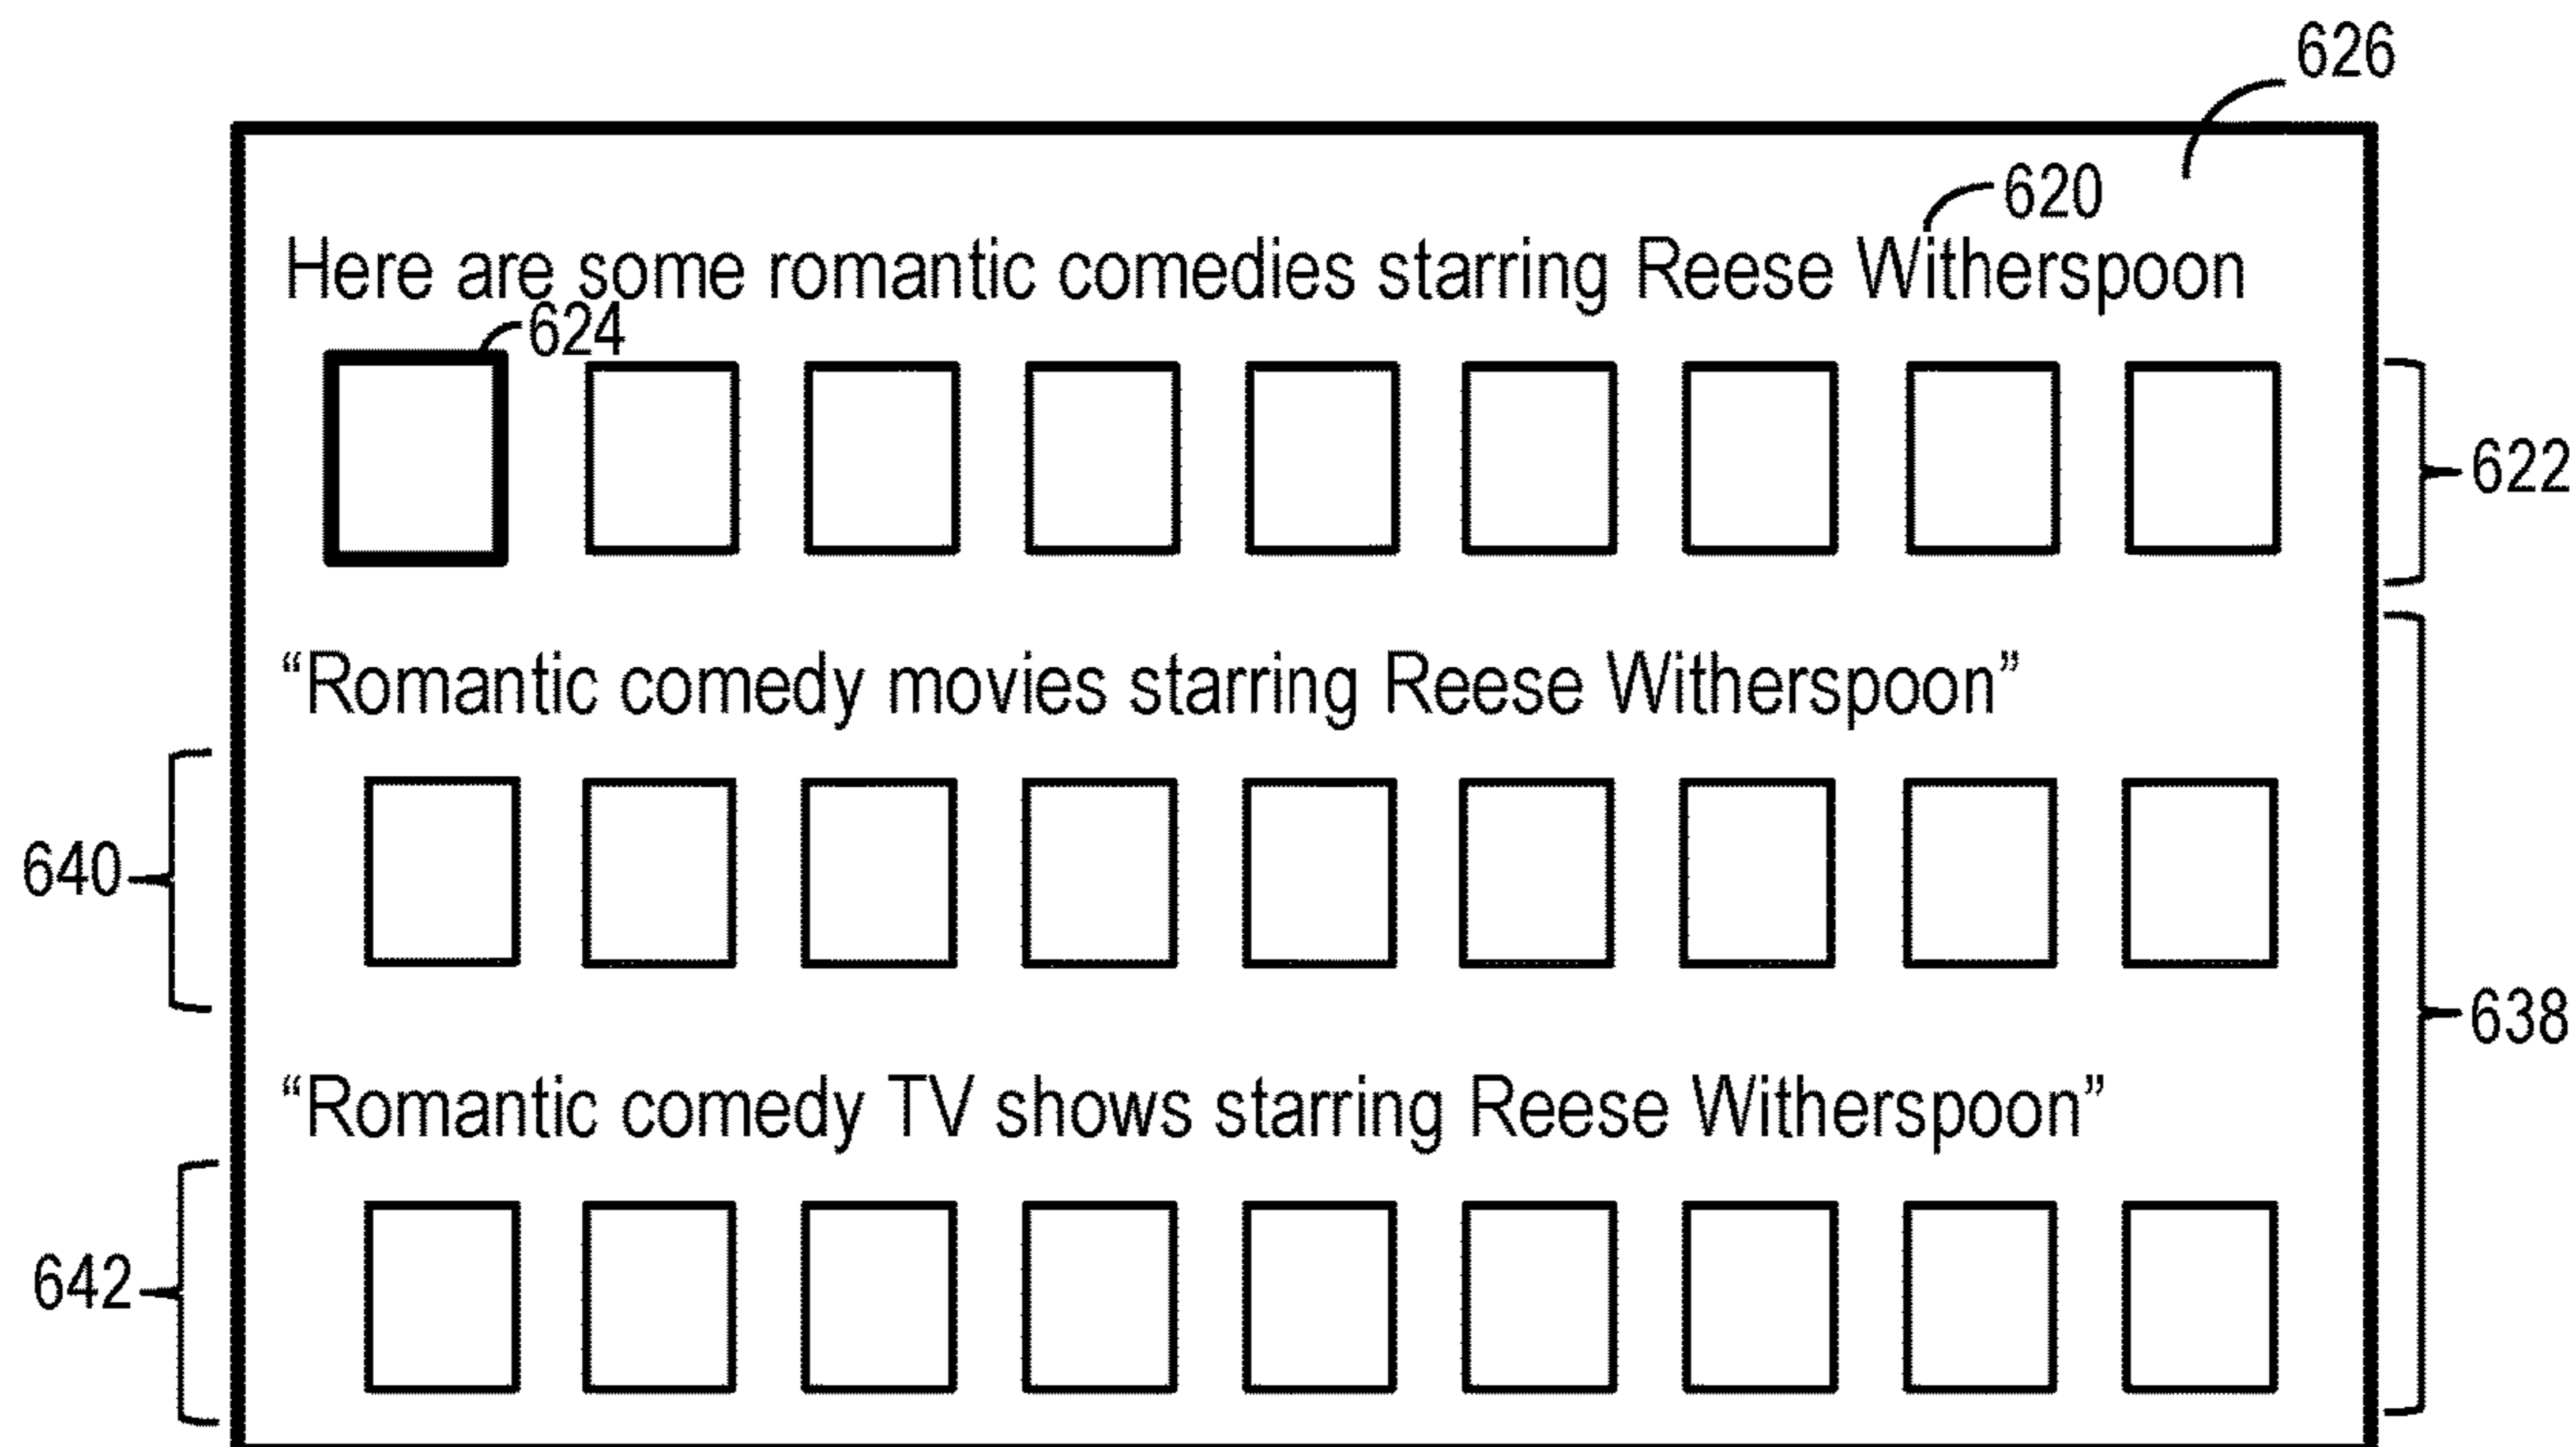 626
620
Here are some romantic comedies starring Reese Witherspoon
624
622
“Romantic comedy movies starring Reese Witherspoon”
640
638
“Romantic comedy TV shows starring Reese Witherspoon”
642